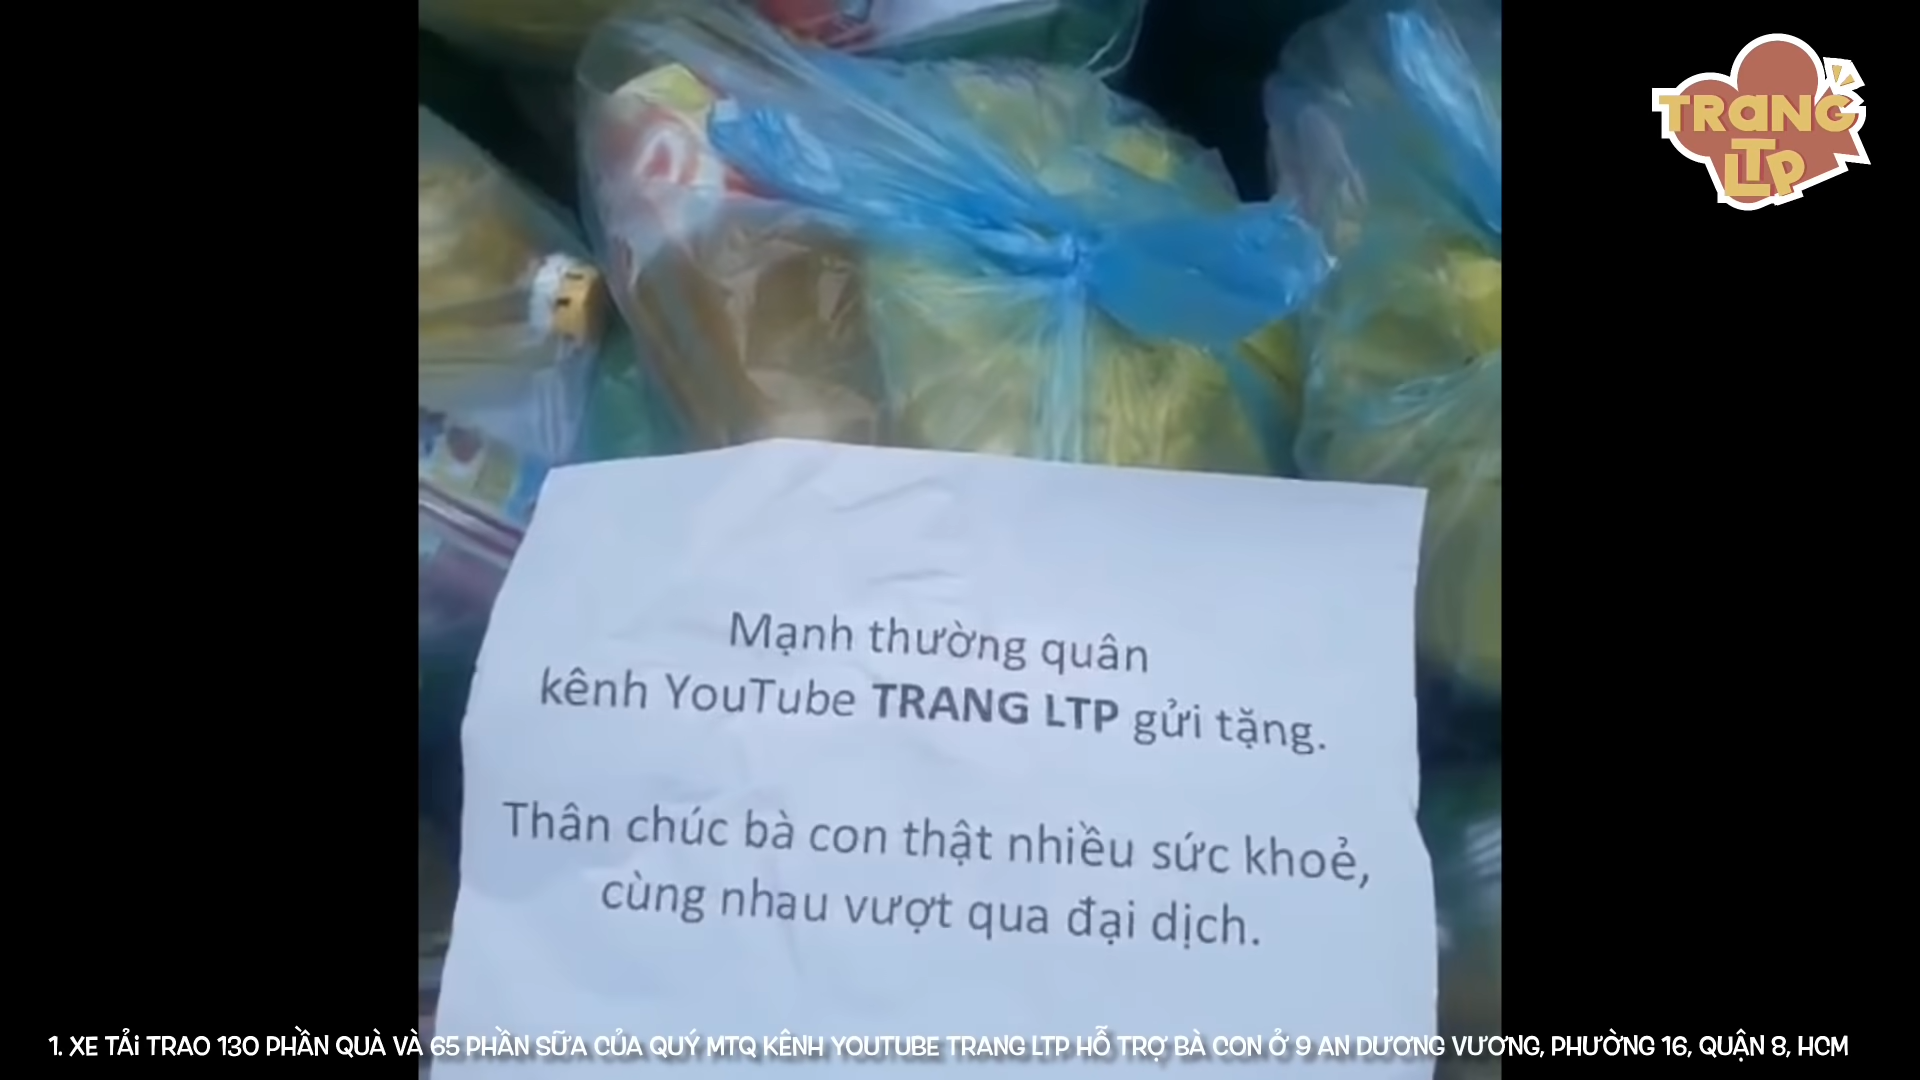 TRANG
LTP
Mạnh thường quân
kênh YouTube TRANG LTP gửi tặng.
Thân chúc bà con thật nhiều sức khoẻ,
cùng nhau vượt qua đại dịch.
1. XE TẢI TRAO 130 PHẦN QUÀ VÀ 65 PHẦN SỮA CỦA QUÝ MTQ KÊNH YOUTUBE TRANG LTP HỖ TRỢ BÀ CON Ở 9 AN DƯƠNG VƯƠNG, PHƯỜNG 16, QUẬN 8, HCM